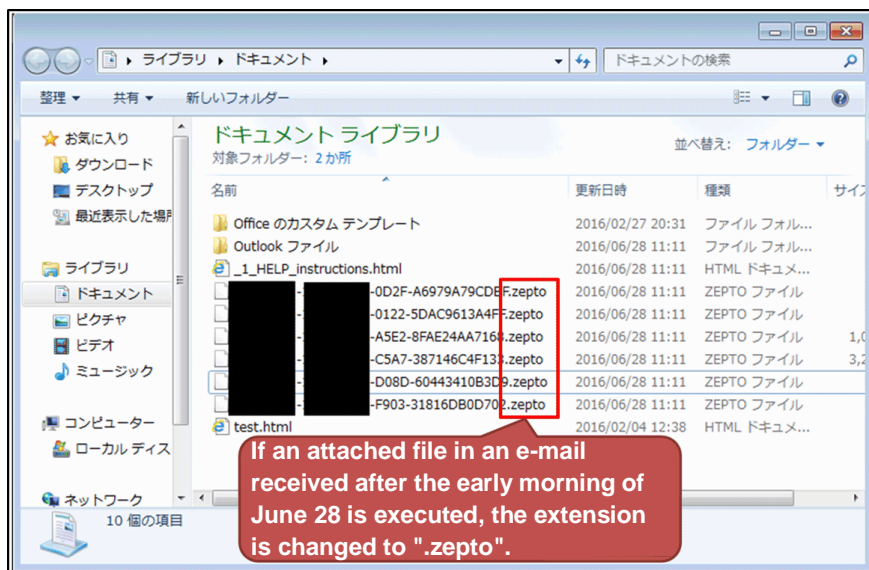 ライブラリ ドキュメント
ドキュメントの検索
整理 共有 新しいフォルダー
お気に入り
ダウンロード
デスクトップ
最近表示した場所
ライブラリ
ドキュメント
ピクチャ
ビデオ
ミュージック
コンピューター
ローカル ディス
ネットワーク
ドキュメント ライブラリ
対象フォルダー: 2 か所
並べ替え: フォルダー
名前 更新日時 種類 サイズ
Office のカスタム テンプレート 2016/02/27 20:31 ファイル フォル...
Outlook ファイル 2016/06/28 11:11 ファイル フォル...
_1_HELP_instructions.html 2016/06/28 11:11 HTML ドキュメ...
-0D2F-A6979A79CDBF.zepto 2016/06/28 11:11 ZEPTO ファイル
-0122-5DAC9613A4FF.zepto 2016/06/28 11:11 ZEPTO ファイル
-A5E2-8FAE24AA7168.zepto 2016/06/28 11:11 ZEPTO ファイル 1,0
-C5A7-387146C4F133.zepto 2016/06/28 11:11 ZEPTO ファイル 3,2
-D08D-60443410B3D9.zepto 2016/06/28 11:11 ZEPTO ファイル
-F903-31816DB0D702.zepto 2016/06/28 11:11 ZEPTO ファイル
test.html 2016/02/04 12:38 HTML ドキュメ...
If an attached file in an e-mail
received after the early morning of
June 28 is executed, the extension
is changed to ".zepto".
10 個の項目